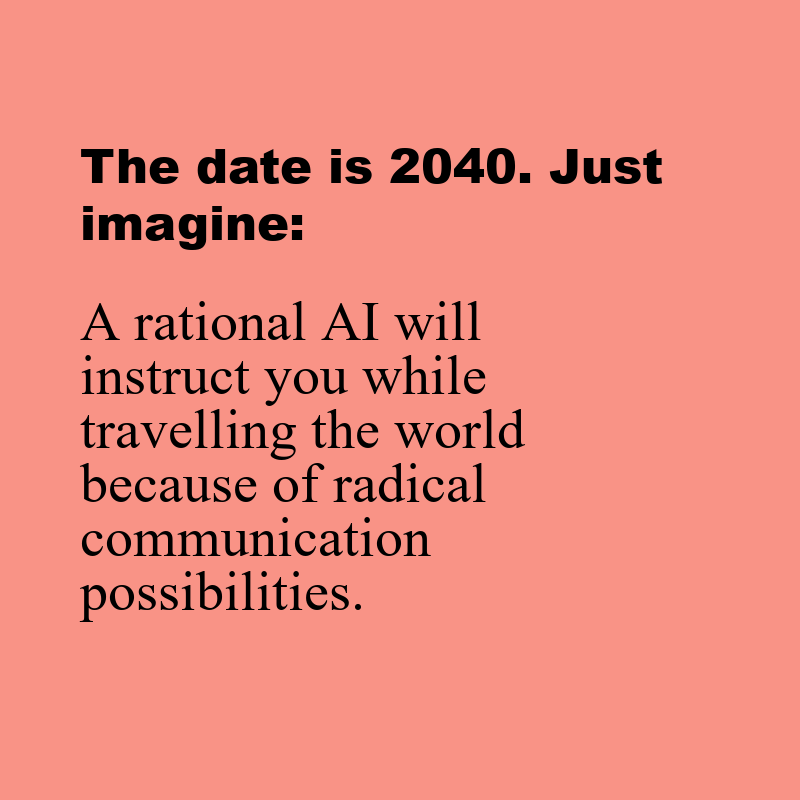 The date is 2040. Just
imagine:
A rational AI will
instruct you while
travelling the world
because of radical
communication
possibilities.